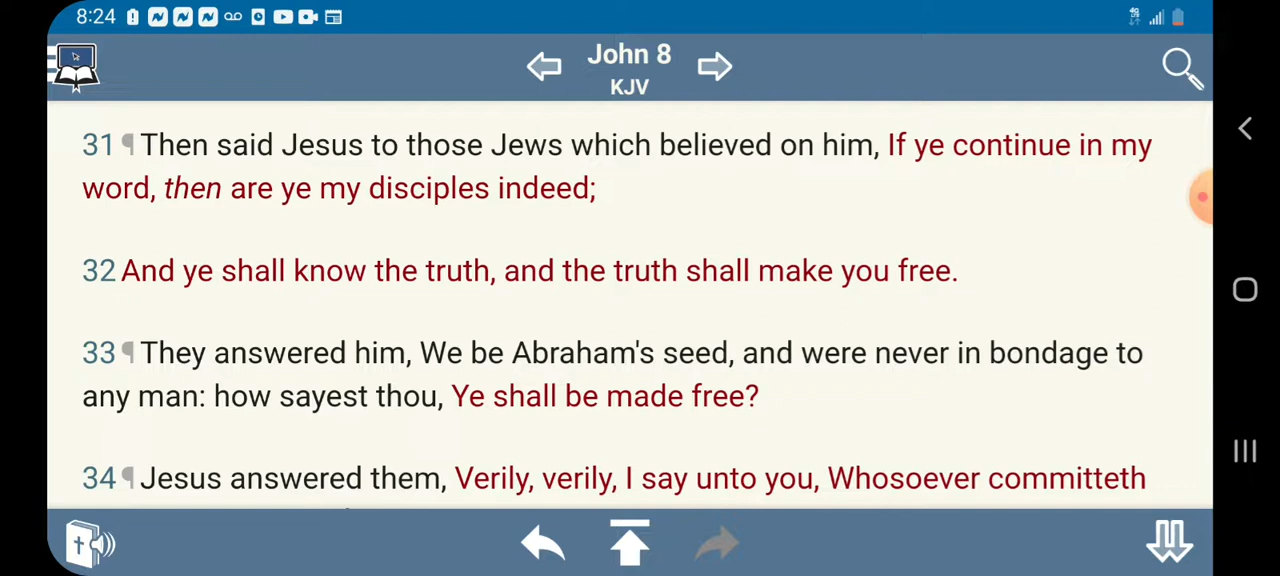 8:24
4G
John 8
KJV
31 ¶ Then said Jesus to those Jews which believed on him, If ye continue in my
word, then are ye my disciples indeed;
32 And ye shall know the truth, and the truth shall make you free.
33 ¶ They answered him, We be Abraham's seed, and were never in bondage to
any man: how sayest thou, Ye shall be made free?
34 ¶ Jesus answered them, Verily, verily, I say unto you, Whosoever committeth